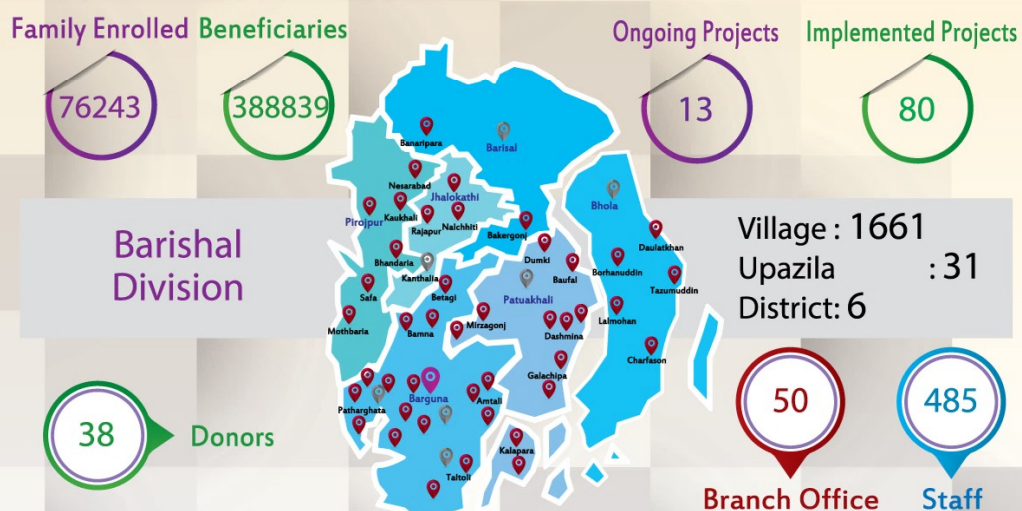 Family Enrolled
76243
Beneficiaries
388839
Ongoing Projects
13
Implemented Projects
80
Barishal
Division
Village : 1661
Upazila : 31
District: 6
38
Donors
50
Branch Office
485
Staff
Banaripara
Barisal
Nesarabad
Jhalokathi
Bhola
Pirojpur
Kaukhali
Rajapur
Nalchhiti
Bakergonj
Daulatkhan
Bhandaria
Dumki
Kanthalia
Baufal
Borhanuddin
Safa
Betagi
Patuakhali
Tazumuddin
Mothbaria
Bamna
Mirzagonj
Dashmina
Lalmohan
Charfason
Galachipa
Patharghata
Barguna
Amtali
Kalapara
Taltoli